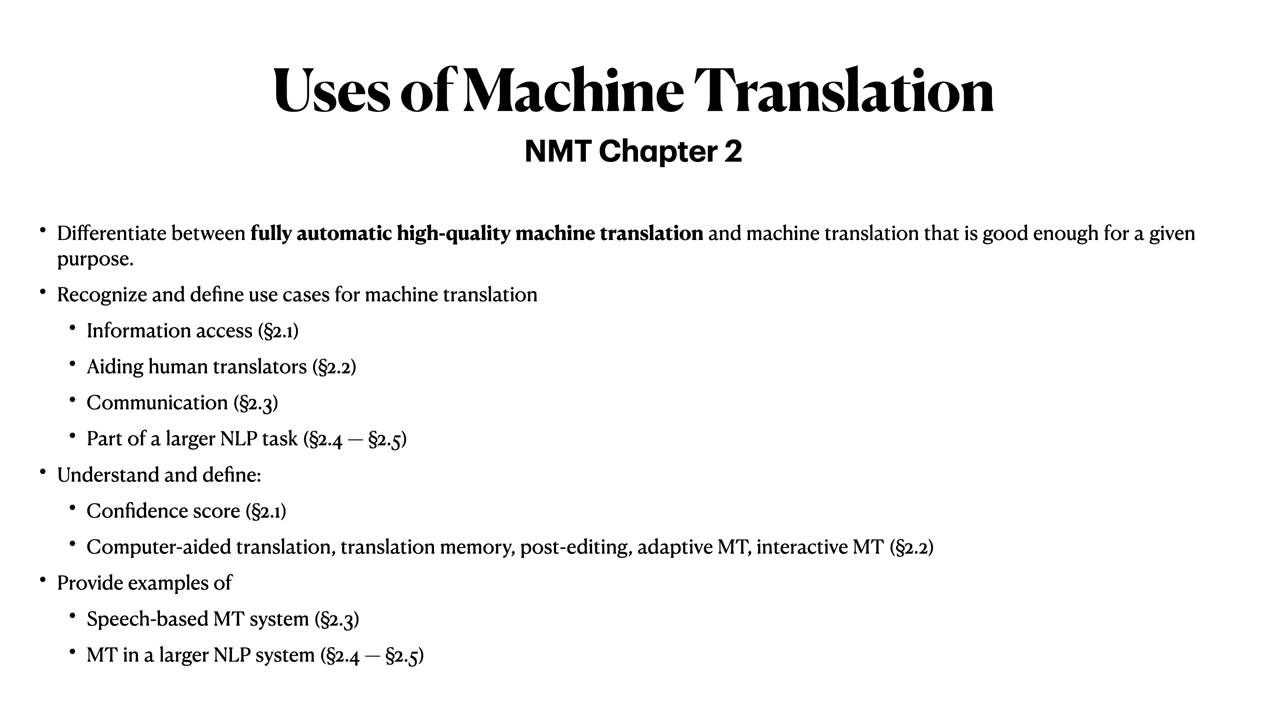 Uses of Machine Translation
NMT Chapter 2
• Differentiate between fully automatic high-quality machine translation and machine translation that is good enough for a given
purpose.
• Recognize and define use cases for machine translation
• Information access (§2.1)
• Aiding human translators (§2.2)
• Communication (§2.3)
• Part of a larger NLP task (§2.4 — §2.5)
• Understand and define:
• Confidence score (§2.1)
• Computer-aided translation, translation memory, post-editing, adaptive MT, interactive MT (§2.2)
• Provide examples of
• Speech-based MT system (§2.3)
• MT in a larger NLP system (§2.4 — §2.5)